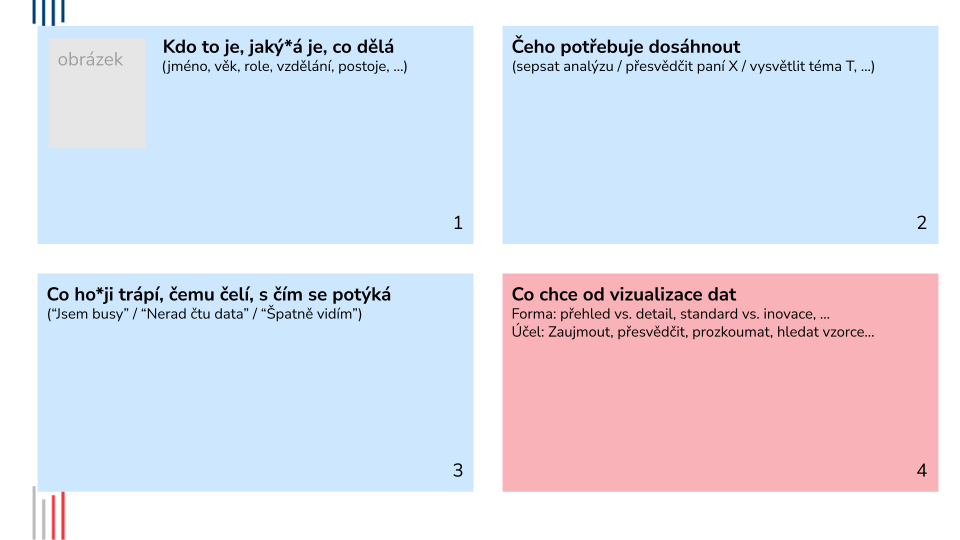 obrázek
Kdo to je, jaký*á je, co dělá
(jméno, věk, role, vzdělání, postoje, ...)
1
Čeho potřebuje dosáhnout
(sepsat analýzu / přesvědčit paní X / vysvětlit téma T, ...)
2
Co ho*ji trápí, čemu čelí, s čím se potýká
(“Jsem busy” / “Nerad čtu data” / “Špatně vidím”)
3
Co chce od vizualizace dat
Forma: přehled vs. detail, standard vs. inovace, ...
Účel: Zaujmout, přesvědčit, prozkoumat, hledat vzorce...
4